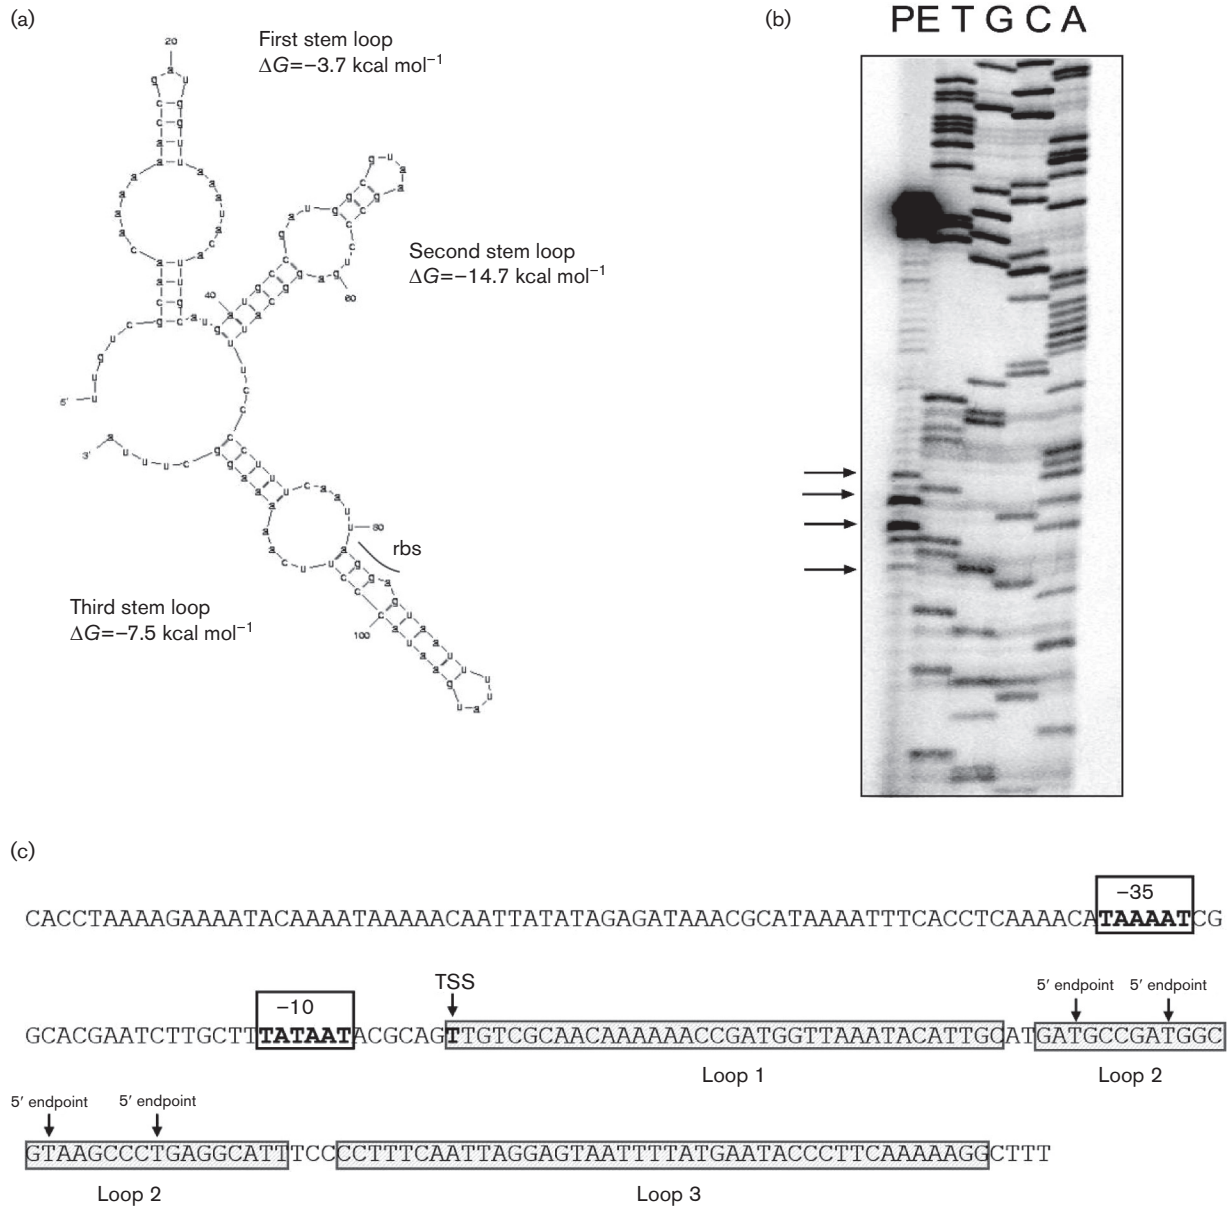 (a)
20
First stem loop
ΔG=−3.7 kcal mol⁻¹
Second stem loop
ΔG=−14.7 kcal mol⁻¹
40
60
5′
3′
80
rbs
Third stem loop
ΔG=−7.5 kcal mol⁻¹
100
(b)
PE T G C A
(c)
−35
CACCTAAAAGAAAATACAAAATAAAAACAATTATATAGAGATAAACGCATAAAATTTCACCTCAAAACATAAAATCG
TSS
−10
5′ endpoint 5′ endpoint
GCACGAATCTTGCTTTATAATACGCAGTTGTCGCAACAAAAAACCGATGGTTAAATACATTGCATGATGCCGATGGC
Loop 1 Loop 2
5′ endpoint 5′ endpoint
GTAAGCCCTGAGGCATTTCCCCTTTCAATTAGGAGTAATTTTATGAATACCCTTCAAAAAGGCTTT
Loop 2 Loop 3